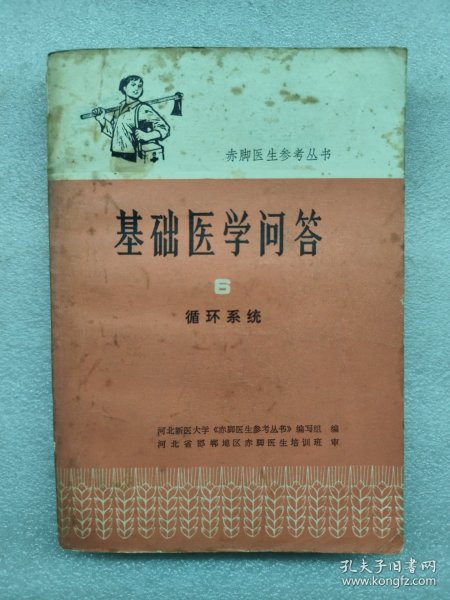 赤脚医生参考丛书
基础医学问答
6
循环系统
河北新医大学《赤脚医生参考丛书》编写组 编
河北省邯郸地区赤脚医生培训班 审
孔夫子旧书网
www.kongfz.com